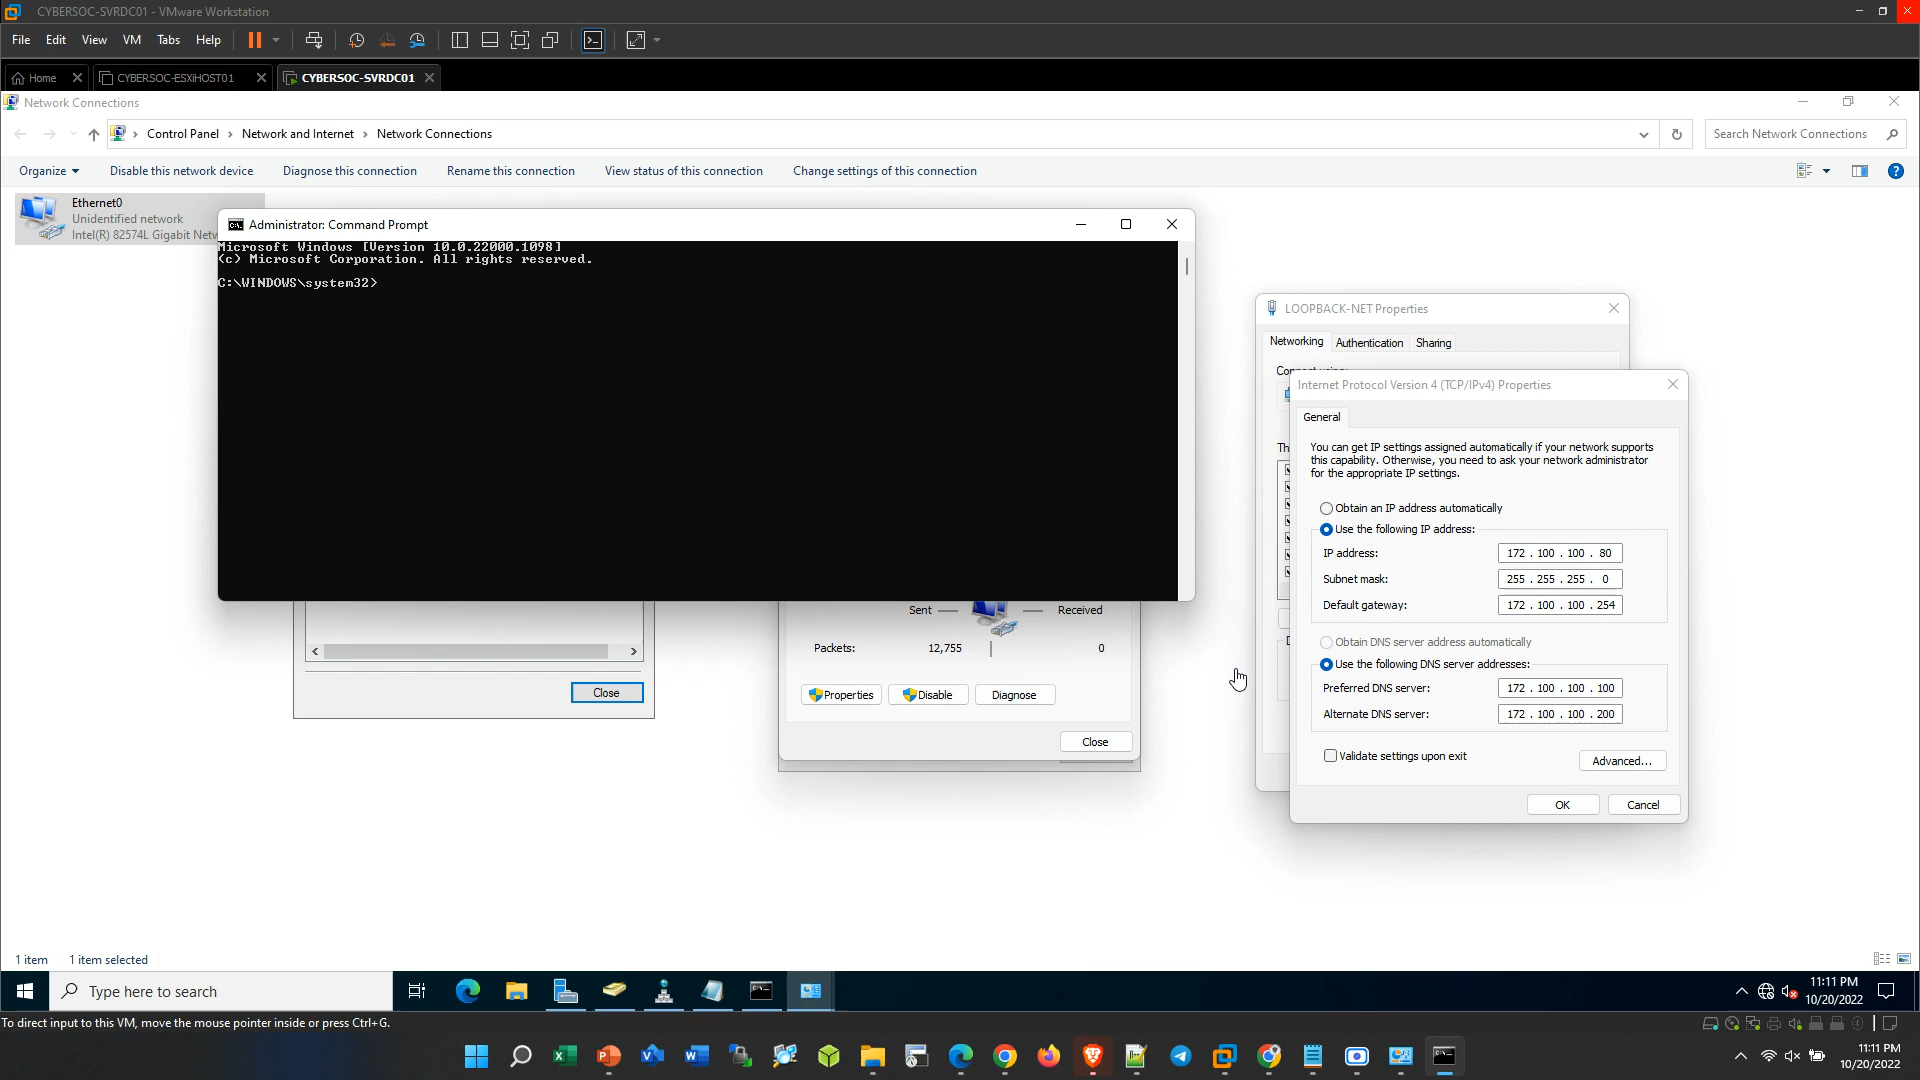 CYBERSOC-SVRDC01 - VMware Workstation
File Edit View VM Tabs Help
Home CYBERSOC-ESXiHOST01 CYBERSOC-SVRDC01
Network Connections
Control Panel Network and Internet Network Connections
Search Network Connections
Organize Disable this network device Diagnose this connection Rename this connection View status of this connection Change settings of this connection
Ethernet0
Unidentified network
Intel(R) 82574L Gigabit Netw
Administrator: Command Prompt
Microsoft Windows [Version 10.0.22000.1098]
(c) Microsoft Corporation. All rights reserved.
C:\WINDOWS\system32>
Close
Sent Received
Packets: 12,755 0
Properties Disable Diagnose
Close
LOOPBACK-NET Properties
Networking Authentication Sharing
Internet Protocol Version 4 (TCP/IPv4) Properties
General
You can get IP settings assigned automatically if your network supports
this capability. Otherwise, you need to ask your network administrator
for the appropriate IP settings.
Obtain an IP address automatically
Use the following IP address:
IP address: 172 . 100 . 100 . 80
Subnet mask: 255 . 255 . 255 . 0
Default gateway: 172 . 100 . 100 . 254
Obtain DNS server address automatically
Use the following DNS server addresses:
Preferred DNS server: 172 . 100 . 100 . 100
Alternate DNS server: 172 . 100 . 100 . 200
Validate settings upon exit
Advanced...
OK Cancel
1 item 1 item selected
Type here to search
11:11 PM
10/20/2022
To direct input to this VM, move the mouse pointer inside or press Ctrl+G.
11:11 PM
10/20/2022